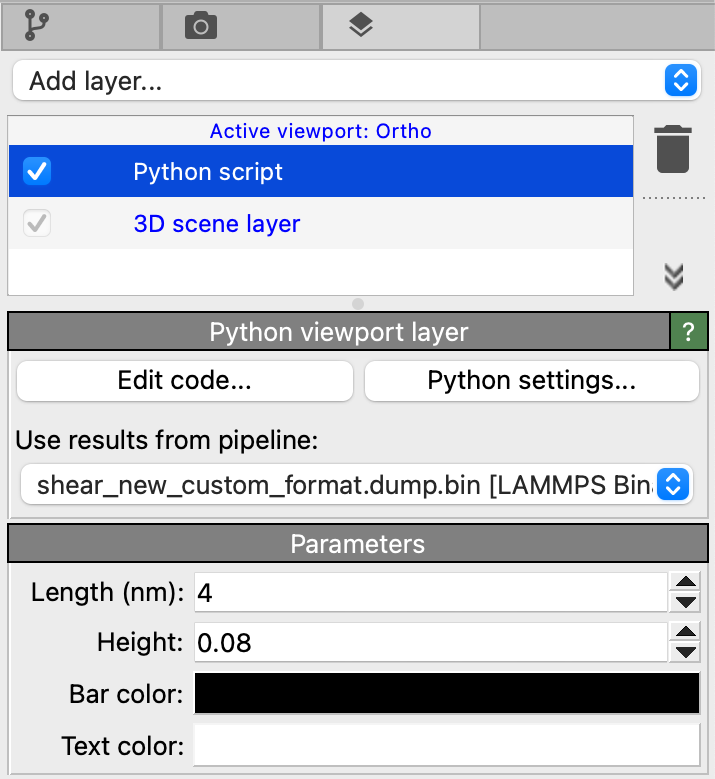 Add layer...
Active viewport: Ortho
Python script
3D scene layer
Python viewport layer ?
Edit code... Python settings...
Use results from pipeline:
shear_new_custom_format.dump.bin [LAMMPS Bin
Parameters
Length (nm): 4
Height: 0.08
Bar color:
Text color: